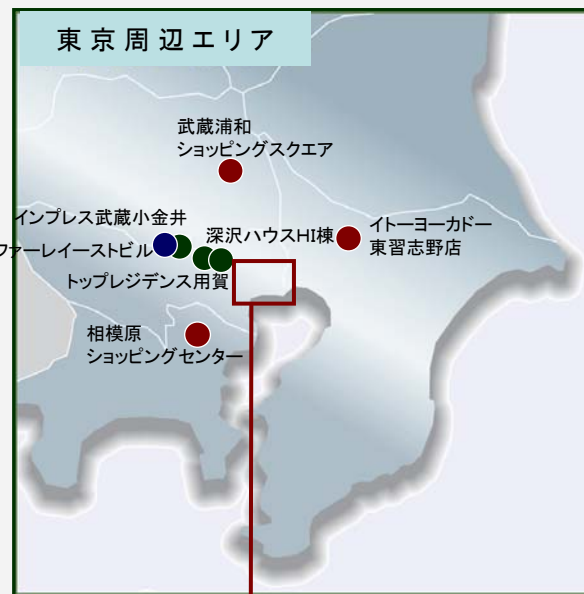 東京周辺エリア
武蔵浦和
ショッピングスクエア
インプレス武蔵小金井
深沢ハウスHI棟
イトーヨーカドー
東習志野店
ファーレイーストビル
トップレジデンス用賀
相模原
ショッピングセンター